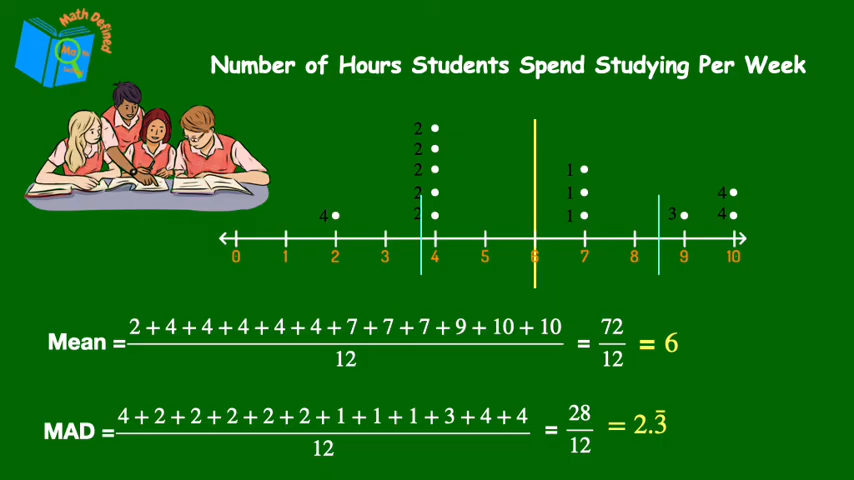 Math Defined
Number of Hours Students Spend Studying Per Week
2
2
2 1
2 1 4
4 2 1 3 4
0 1 2 3 4 5 6 7 8 9 10
Mean = 2 + 4 + 4 + 4 + 4 + 4 + 7 + 7 + 7 + 9 + 10 + 10 / 12 = 72 / 12 = 6
MAD = 4 + 2 + 2 + 2 + 2 + 2 + 1 + 1 + 1 + 3 + 4 + 4 / 12 = 28 / 12 = 2.3̄